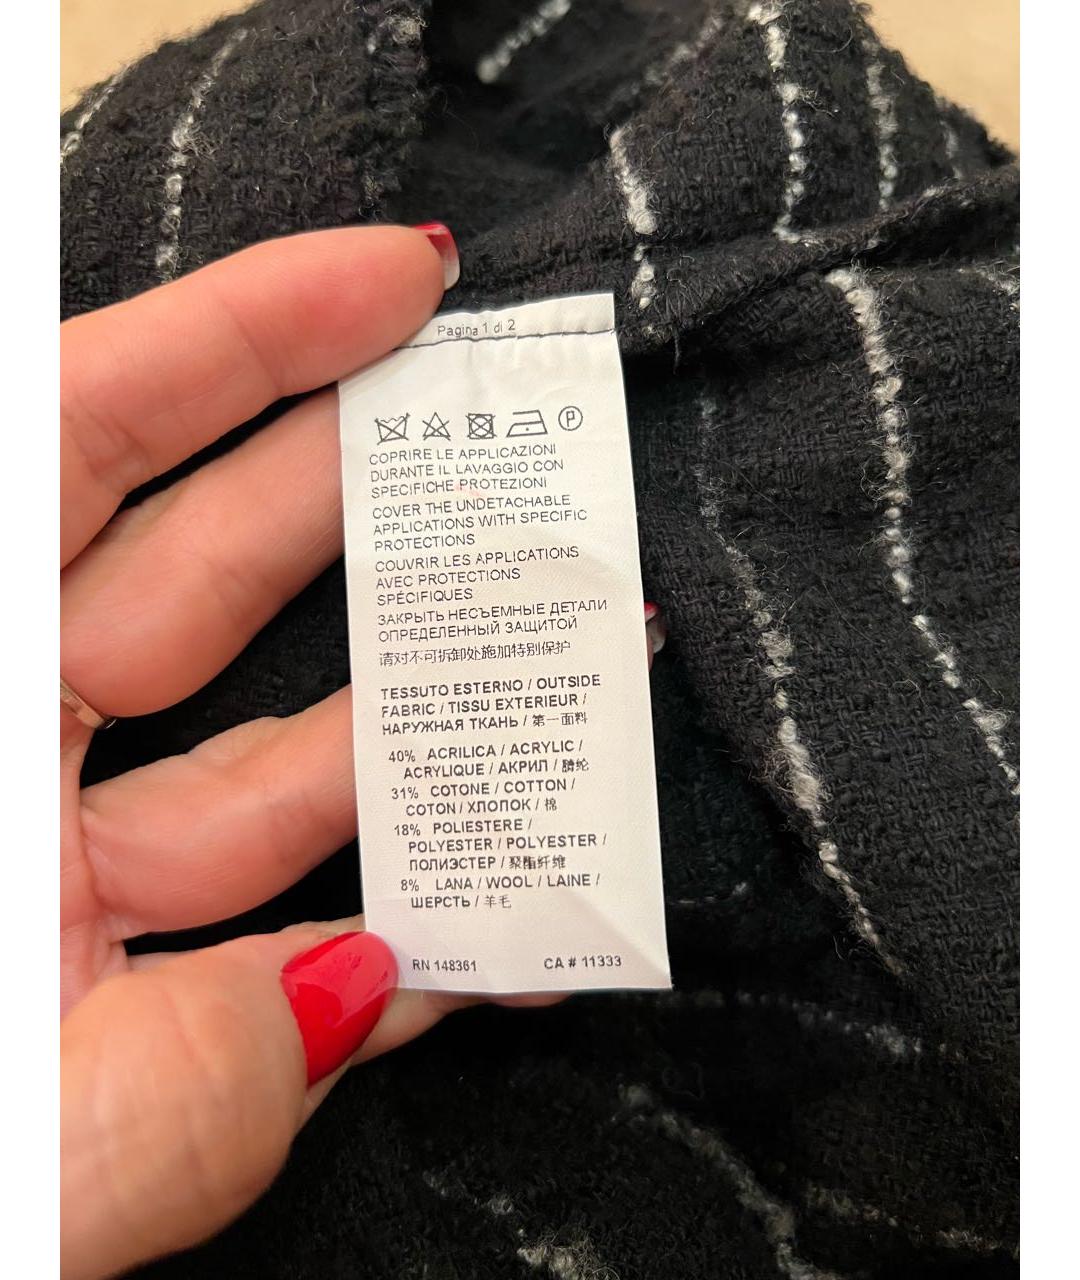 Pagina 1 di 2
P
COPRIRE LE APPLICAZIONI
DURANTE IL LAVAGGIO CON
SPECIFICHE PROTEZIONI
COVER THE UNDETACHABLE
APPLICATIONS WITH SPECIFIC
PROTECTIONS
COUVRIR LES APPLICATIONS
AVEC PROTECTIONS
SPÉCIFIQUES
ЗАКРЫТЬ НЕСЪЕМНЫЕ ДЕТАЛИ
ОПРЕДЕЛЕННЫЙ ЗАЩИТОЙ
请对不可拆卸处施加特别保护
TESSUTO ESTERNO / OUTSIDE
FABRIC / TISSU EXTERIEUR /
НАРУЖНАЯ ТКАНЬ / 第一面料
40% ACRILICA / ACRYLIC /
ACRYLIQUE / АКРИЛ / 腈纶
31% COTONE / COTTON /
COTON / ХЛОПОК / 棉
18% POLIESTERE /
POLYESTER / POLYESTER /
ПОЛИЭСТЕР / 聚酯纤维
8% LANA / WOOL / LAINE /
ШЕРСТЬ / 羊毛
RN 148361 CA # 11333